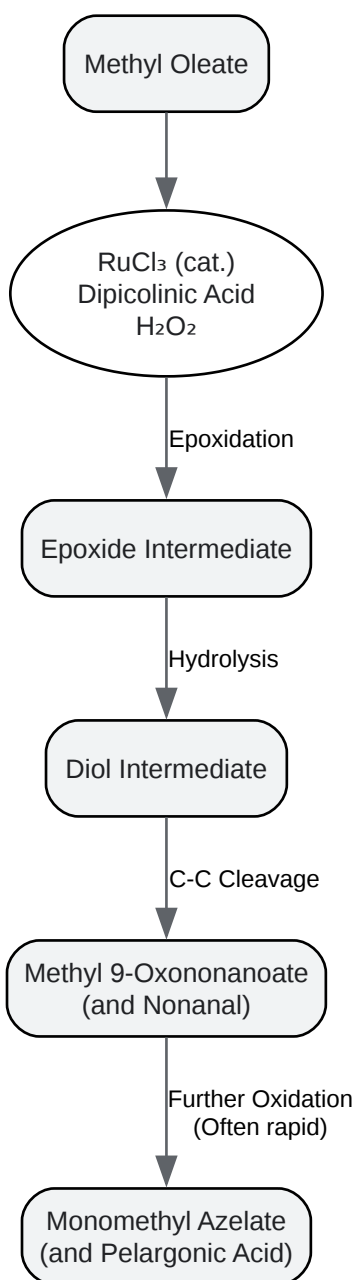 Methyl Oleate
RuCl₃ (cat.)
Dipicolinic Acid
H₂O₂
Epoxidation
Epoxide Intermediate
Hydrolysis
Diol Intermediate
C-C Cleavage
Methyl 9-Oxononanoate
(and Nonanal)
Further Oxidation
(Often rapid)
Monomethyl Azelate
(and Pelargonic Acid)